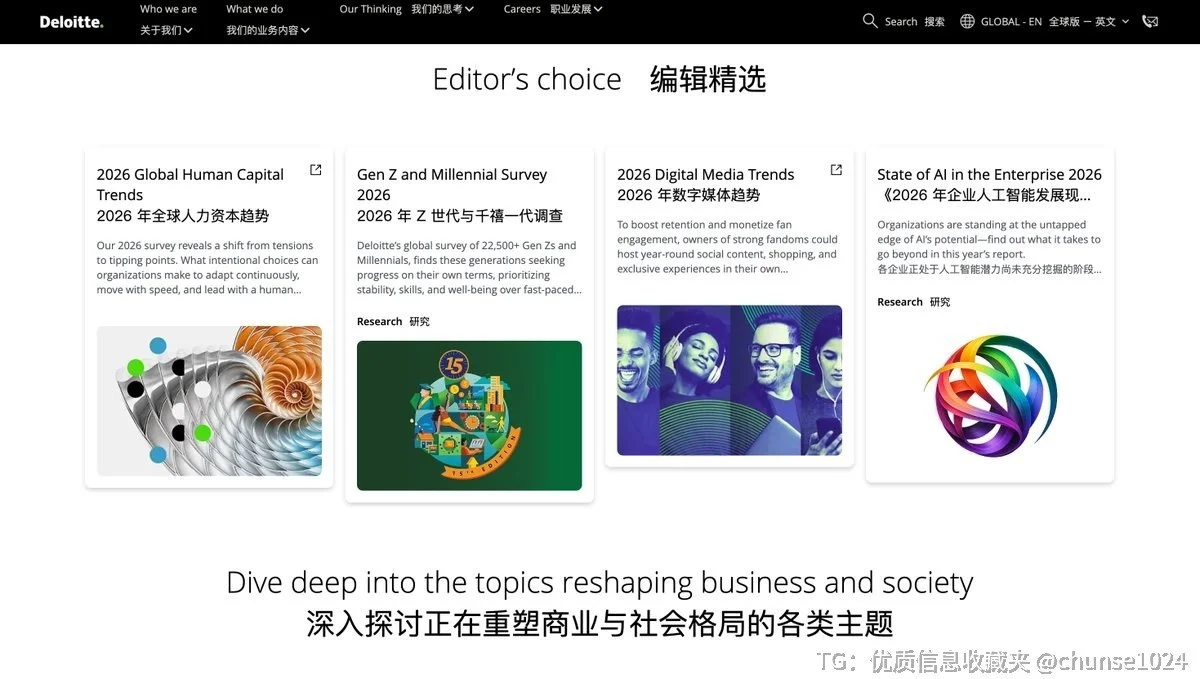 Deloitte.
Who we are
关于我们
What we do
我们的业务内容
Our Thinking 我们的思考
Careers 职业发展
Search 搜索
GLOBAL - EN 全球版 － 英文
Editor’s choice 编辑精选
2026 Global Human Capital
Trends
2026 年全球人力资本趋势
Our 2026 survey reveals a shift from tensions
to tipping points. What intentional choices can
organizations make to adapt continuously,
move with speed, and lead with a human...
Gen Z and Millennial Survey
2026
2026 年 Z 世代与千禧一代调查
Deloitte’s global survey of 22,500+ Gen Zs and
Millennials, finds these generations seeking
progress on their own terms, prioritizing
stability, skills, and well-being over fast-paced...
Research 研究
15
15TH EDITION
2026 Digital Media Trends
2026 年数字媒体趋势
To boost retention and monetize fan
engagement, owners of strong fandoms could
host year-round social content, shopping, and
exclusive experiences in their own...
State of AI in the Enterprise 2026
《2026 年企业人工智能发展现...
Organizations are standing at the untapped
edge of AI’s potential—find out what it takes to
go beyond in this year’s report.
各企业正处于人工智能潜力尚未充分挖掘的阶段...
Research 研究
Dive deep into the topics reshaping business and society
深入探讨正在重塑商业与社会格局的各类主题
TG：优质信息收藏夹 @chunse1024